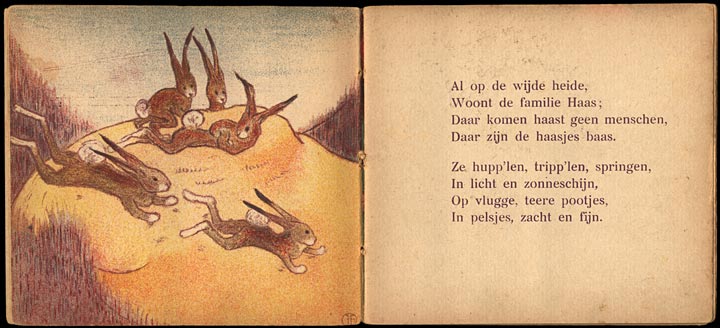 Al op de wijde heide,
Woont de familie Haas;
Daar komen haast geen menschen,
Daar zijn de haasjes baas.
Ze hupp'len, tripp'len, springen,
In licht en zonneschijn,
Op vlugge, teere pootjes,
In pelsjes, zacht en fijn.